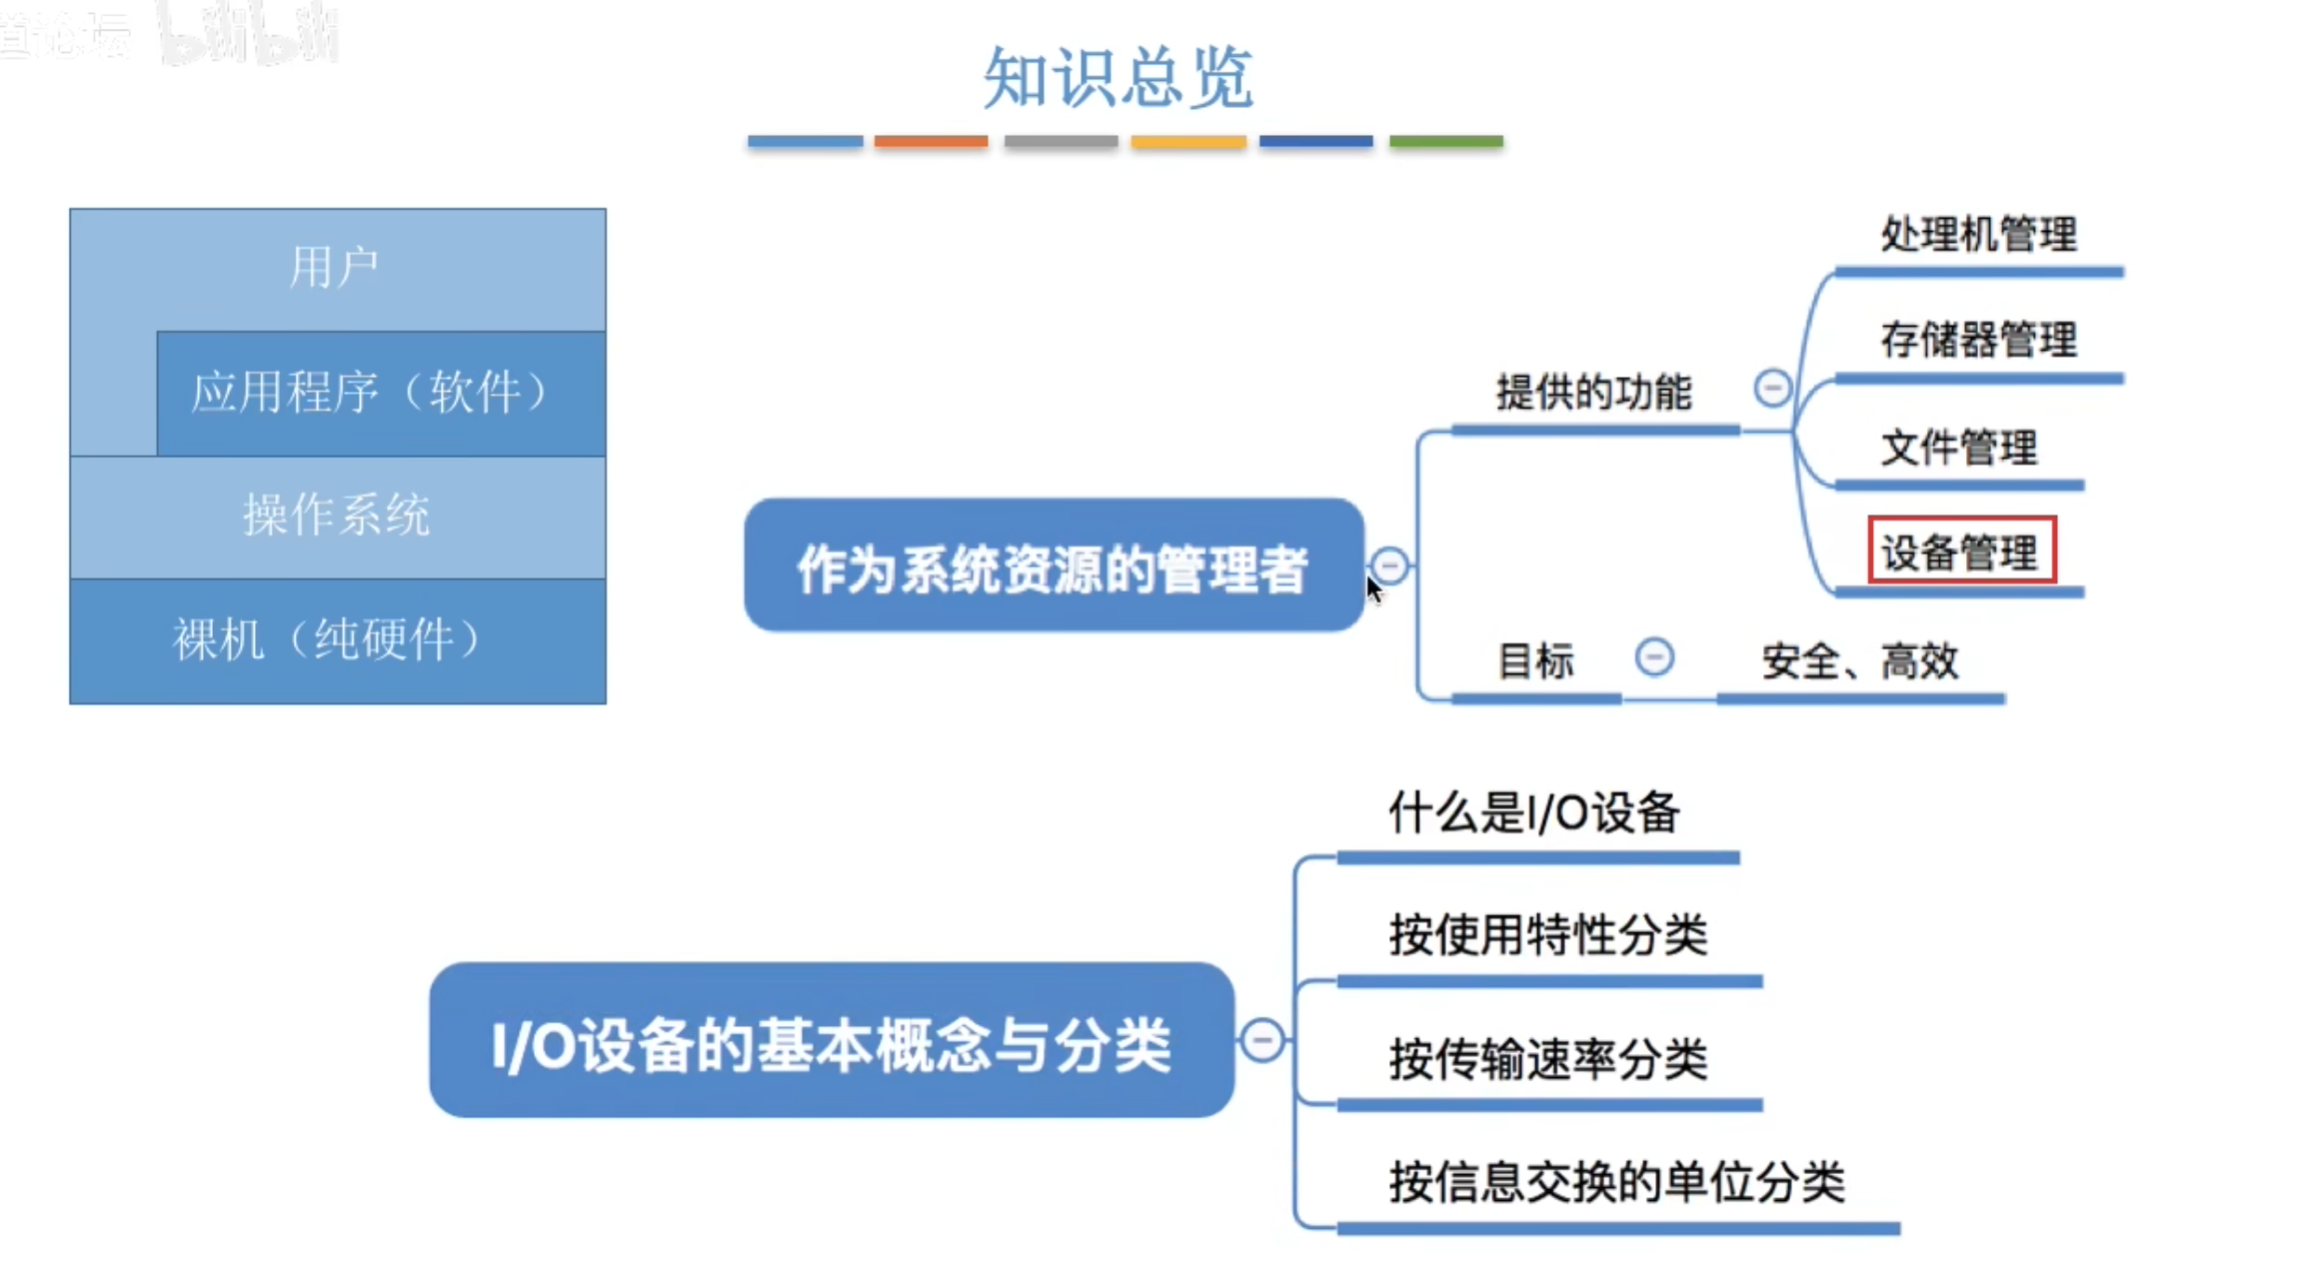 道论坛 bilibili
知识总览
用户
应用程序（软件）
操作系统
裸机（纯硬件）
作为系统资源的管理者
提供的功能
处理机管理
存储器管理
文件管理
设备管理
目标
安全、高效
I/O设备的基本概念与分类
什么是I/O设备
按使用特性分类
按传输速率分类
按信息交换的单位分类